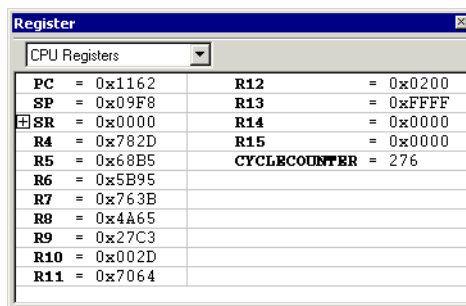 Register
CPU Registers
PC = 0x1162 R12 = 0x0200
SP = 0x09F8 R13 = 0xFFFF
SR = 0x0000 R14 = 0x0000
R4 = 0x782D R15 = 0x0000
R5 = 0x68B5 CYCLECOUNTER = 276
R6 = 0x5B95
R7 = 0x763B
R8 = 0x4A65
R9 = 0x27C3
R10 = 0x002D
R11 = 0x7064